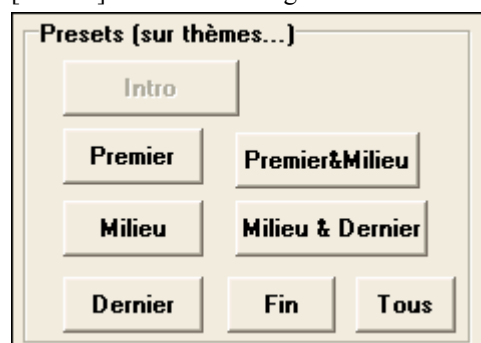 Presets (sur thèmes...)
Intro
Premier
Premier&Milieu
Milieu
Milieu & Dernier
Dernier
Fin
Tous